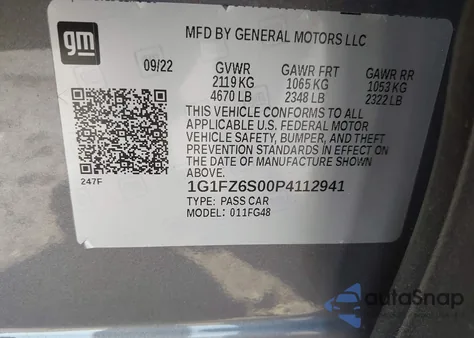 gm
MFD BY GENERAL MOTORS LLC
09/22 GVWR GAWR FRT GAWR RR
2119 KG 1065 KG 1053 KG
4670 LB 2348 LB 2322 LB
THIS VEHICLE CONFORMS TO ALL
APPLICABLE U.S. FEDERAL MOTOR
VEHICLE SAFETY, BUMPER, AND THEFT
PREVENTION STANDARDS IN EFFECT ON
THE DATE OF MANUFACTURE SHOWN
ABOVE.
247F
1G1FZ6S00P4112941
TYPE: PASS CAR
MODEL: 011FG48
autoSnap